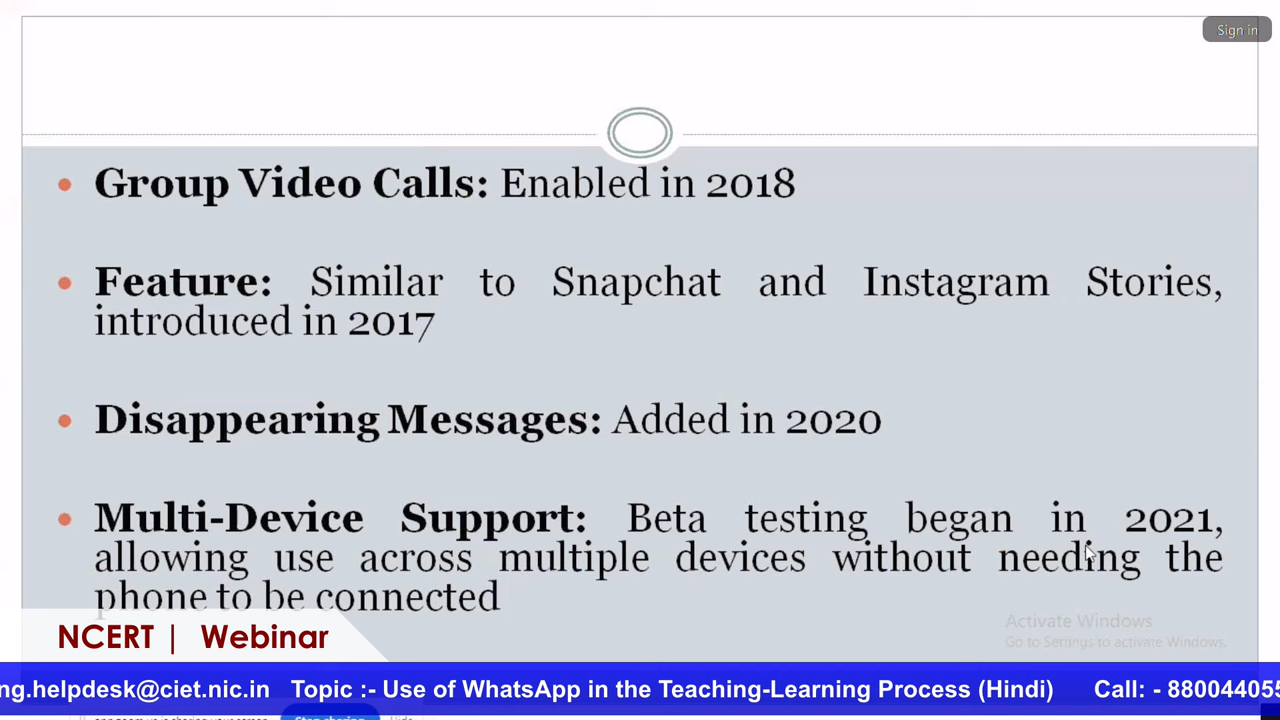 Sign in
• Group Video Calls: Enabled in 2018
• Feature: Similar to Snapchat and Instagram Stories,
introduced in 2017
• Disappearing Messages: Added in 2020
• Multi-Device Support: Beta testing began in 2021,
allowing use across multiple devices without needing the
phone to be connected
Activate Windows
Go to Settings to activate Windows.
NCERT | Webinar
ng.helpdesk@ciet.nic.in Topic :- Use of WhatsApp in the Teaching-Learning Process (Hindi) Call: - 880044055